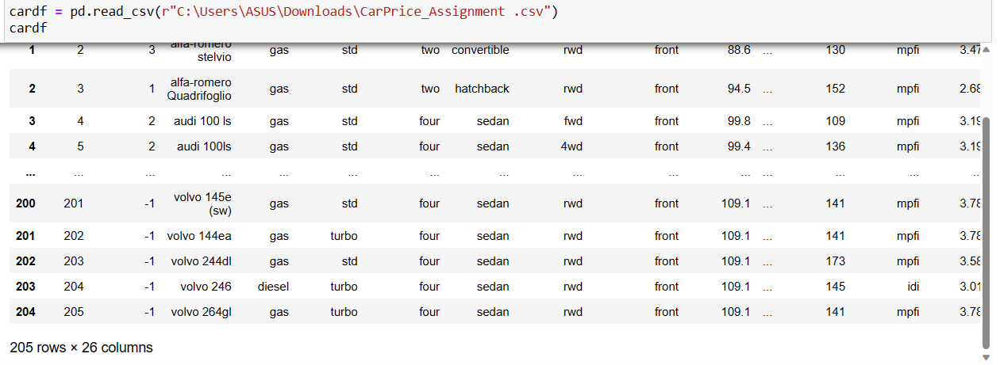 cardf = pd.read_csv(r"C:\Users\ASUS\Downloads\CarPrice_Assignment .csv")
cardf
1 2 3 alfa-romero stelvio gas std two convertible rwd front 88.6 ... 130 mpfi 3.47
2 3 1 alfa-romero Quadrifoglio gas std two hatchback rwd front 94.5 ... 152 mpfi 2.68
3 4 2 audi 100 ls gas std four sedan fwd front 99.8 ... 109 mpfi 3.19
4 5 2 audi 100ls gas std four sedan 4wd front 99.4 ... 136 mpfi 3.19
... ... ... ... ... ... ... ... ... ... ... ... ... ... ...
200 201 -1 volvo 145e (sw) gas std four sedan rwd front 109.1 ... 141 mpfi 3.78
201 202 -1 volvo 144ea gas turbo four sedan rwd front 109.1 ... 141 mpfi 3.78
202 203 -1 volvo 244dl gas std four sedan rwd front 109.1 ... 173 mpfi 3.58
203 204 -1 volvo 246 diesel turbo four sedan rwd front 109.1 ... 145 idi 3.01
204 205 -1 volvo 264gl gas turbo four sedan rwd front 109.1 ... 141 mpfi 3.78
205 rows × 26 columns